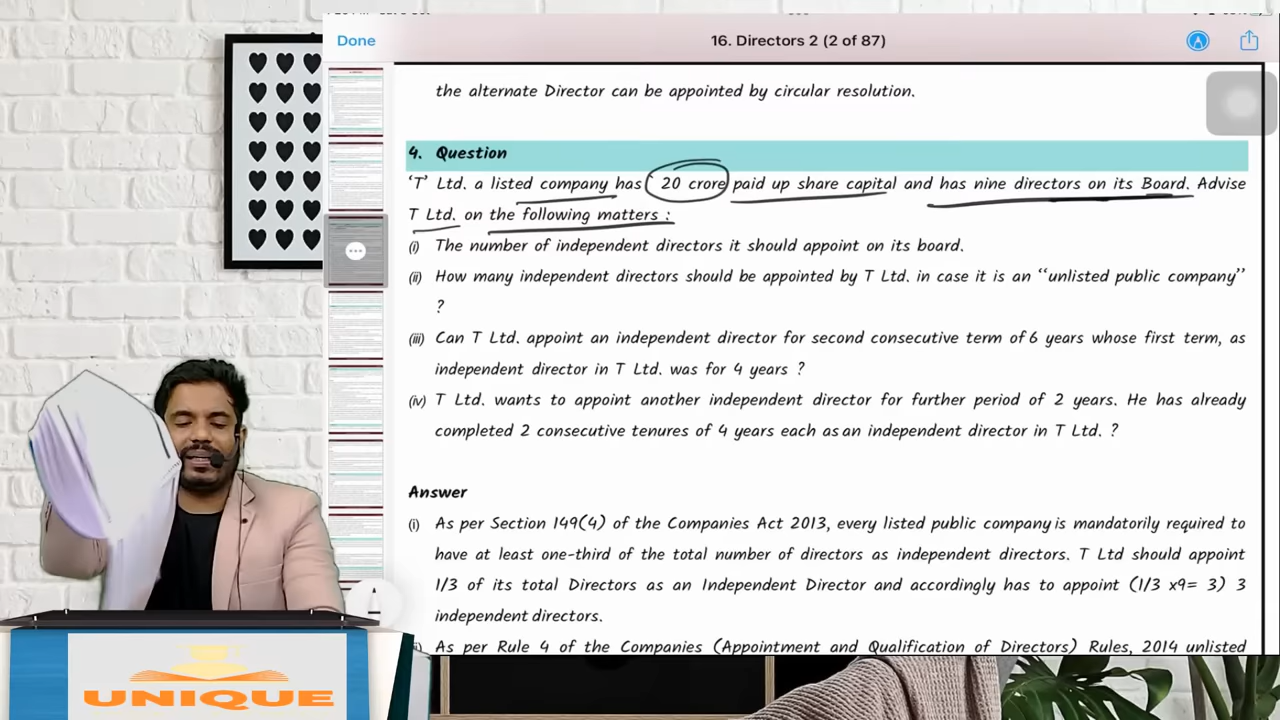 Done
16. Directors 2 (2 of 87)
the alternate Director can be appointed by circular resolution.
4. Question
‘T’ Ltd. a listed company has 20 crore paid up share capital and has nine directors on its Board. Advise
T Ltd. on the following matters :
(i) The number of independent directors it should appoint on its board.
(ii) How many independent directors should be appointed by T Ltd. in case it is an “unlisted public company”
?
(iii) Can T Ltd. appoint an independent director for second consecutive term of 6 years whose first term, as
independent director in T Ltd. was for 4 years ?
(iv) T Ltd. wants to appoint another independent director for further period of 2 years. He has already
completed 2 consecutive tenures of 4 years each as an independent director in T Ltd. ?
Answer
(i) As per Section 149(4) of the Companies Act 2013, every listed public company is mandatorily required to
have at least one-third of the total number of directors as independent directors. T Ltd should appoint
1/3 of its total Directors as an Independent Director and accordingly has to appoint (1/3 x9= 3) 3
independent directors.
As per Rule 4 of the Companies (Appointment and Qualification of Directors) Rules, 2014 unlisted
UNIQUE